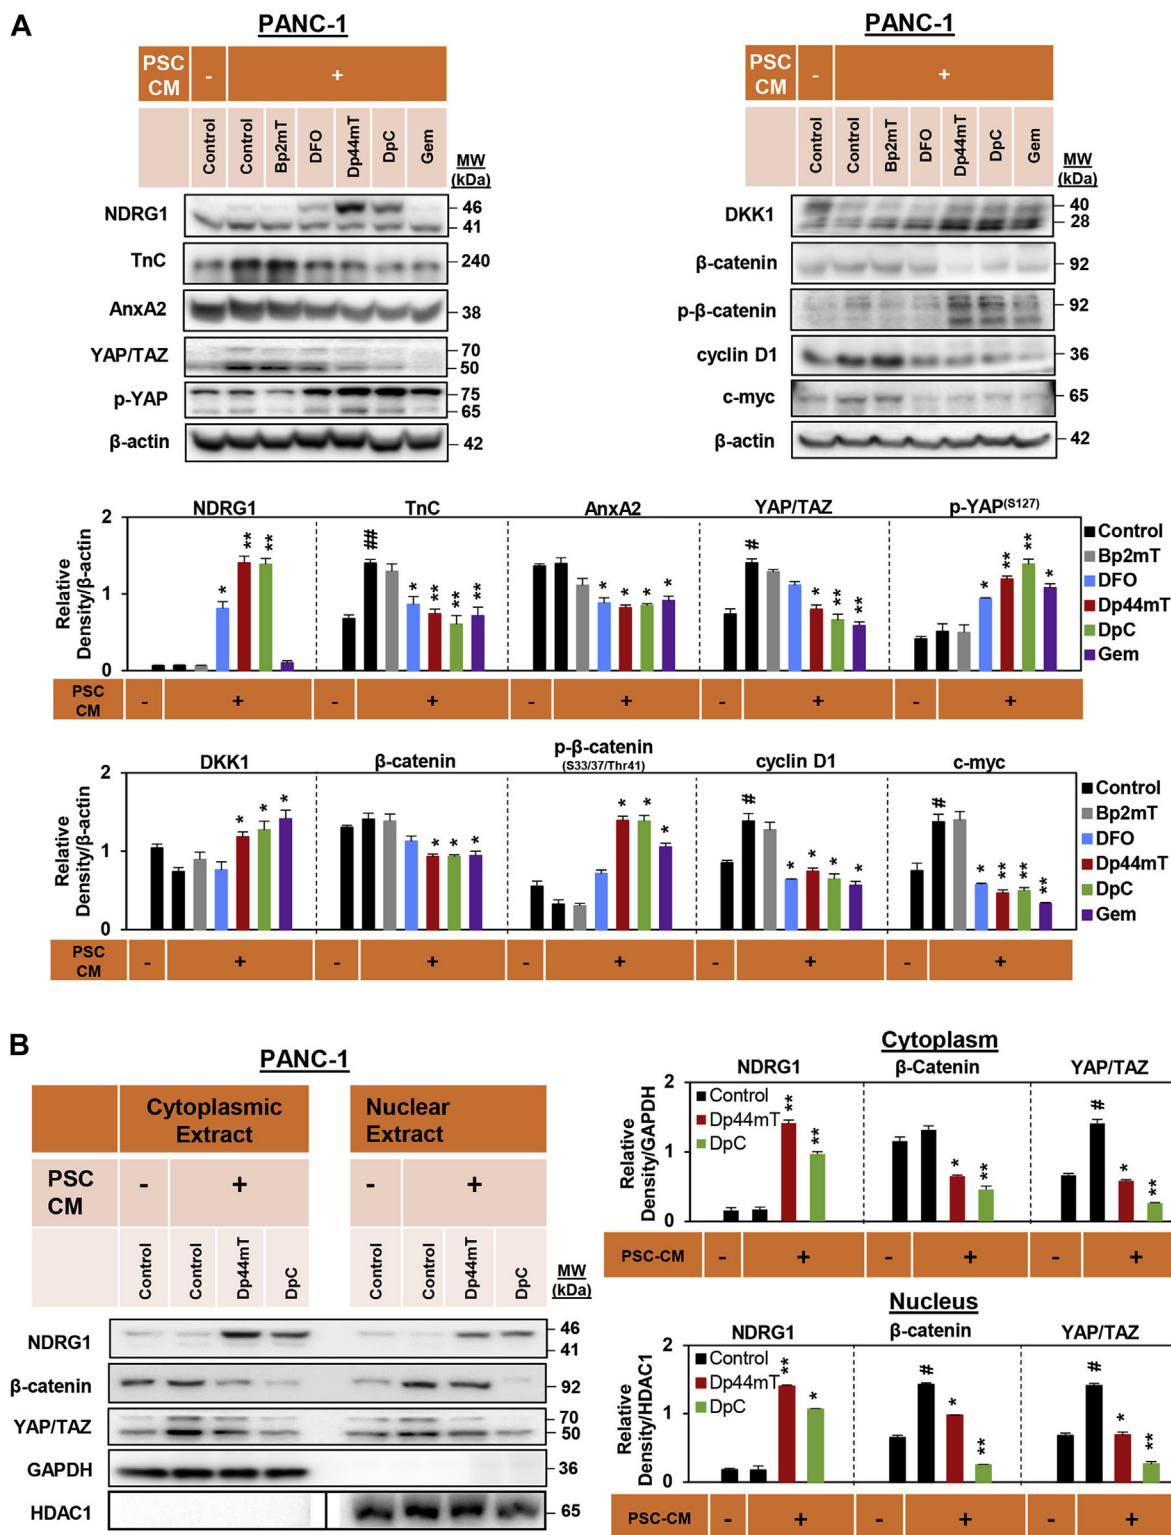 A
PANC-1
PSC CM - +
Control Control Bp2mT DFO Dp44mT DpC Gem
MW (kDa)
NDRG1 46
41
TnC 240
AnxA2 38
YAP/TAZ 70
50
p-YAP 75
65
β-actin 42
PANC-1
PSC CM - +
Control Control Bp2mT DFO Dp44mT DpC Gem
MW (kDa)
DKK1 40
28
β-catenin 92
p-β-catenin 92
cyclin D1 36
c-myc 65
β-actin 42
NDRG1 TnC AnxA2 YAP/TAZ p-YAP(S127)
Relative Density/β-actin
2
1
0
** ** * ## * ** ** ** * * * * # * ** ** * ** ** *
Control
Bp2mT
DFO
Dp44mT
DpC
Gem
PSC CM - + - + - + - + - +
DKK1 β-catenin p-β-catenin (S33/37/Thr41) cyclin D1 c-myc
Relative Density/β-actin
2
1
0
* * * * * * * * * # * * * * # * ** ** **
Control
Bp2mT
DFO
Dp44mT
DpC
Gem
PSC CM - + - + - + - + - +
B
PANC-1
Cytoplasmic Extract
Nuclear Extract
PSC CM - + - +
Control Control Dp44mT DpC Control Control Dp44mT DpC
MW (kDa)
NDRG1 46
41
β-catenin 92
YAP/TAZ 70
50
GAPDH 36
HDAC1 65
Cytoplasm
NDRG1 β-Catenin YAP/TAZ
Relative Density/GAPDH
2
1
0
Control
Dp44mT
DpC
** ** * ** # * **
PSC-CM - + - + - +
Nucleus
NDRG1 β-catenin YAP/TAZ
Relative Density/HDAC1
2
1
0
Control
Dp44mT
DpC
** * # * ** # * **
PSC-CM - + - + - +